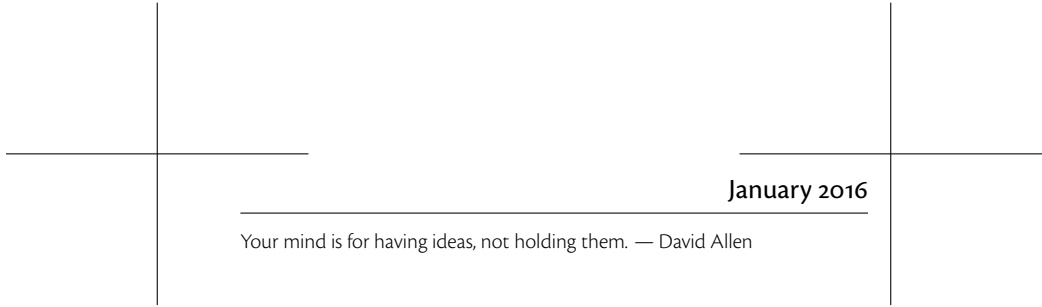 January 2016
Your mind is for having ideas, not holding them. — David Allen